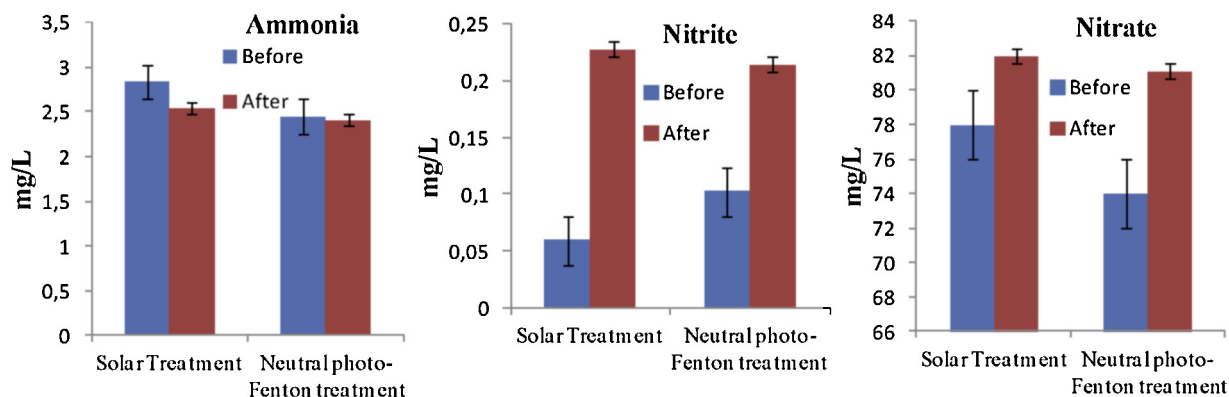 Ammonia
3,5
3
2,5
2
1,5
1
0,5
0
mg/L
Before
After
Solar Treatment
Neutral photo-
Fenton treatment
Nitrite
0,25
0,2
0,15
0,1
0,05
0
mg/L
Before
After
Solar Treatment
Neutral photo-
Fenton treatment
Nitrate
84
82
80
78
76
74
72
70
68
66
mg/L
Before
After
Solar Treatment
Neutral photo-
Fenton treatment